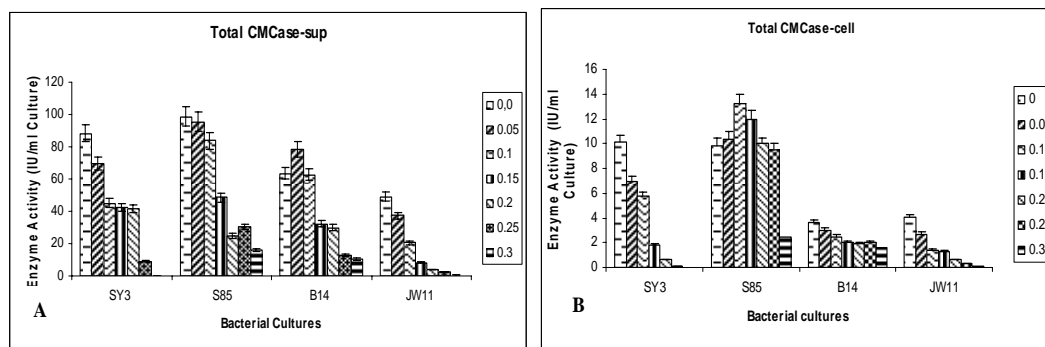 Total CMCase-sup
Enzyme Activity (IU/ml Culture)
120
100
80
60
40
20
0
SY3
S85
B14
JW11
Bacterial Cultures
A
0,0
0.05
0.1
0.15
0.2
0.25
0.3
Total CMCase-cell
Enzyme Activity (IU/ml
Culture)
16
14
12
10
8
6
4
2
0
SY3
S85
B14
JW11
Bacterial cultures
B
0
0.0
0.1
0.1
0.2
0.2
0.3